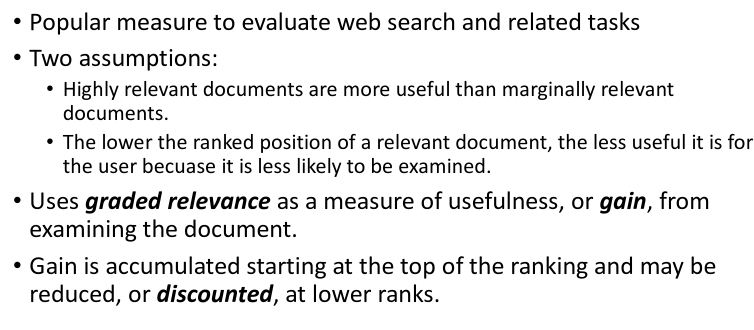 • Popular measure to evaluate web search and related tasks
• Two assumptions:
• Highly relevant documents are more useful than marginally relevant
documents.
• The lower the ranked position of a relevant document, the less useful it is for
the user becuase it is less likely to be examined.
• Uses graded relevance as a measure of usefulness, or gain, from
examining the document.
• Gain is accumulated starting at the top of the ranking and may be
reduced, or discounted, at lower ranks.